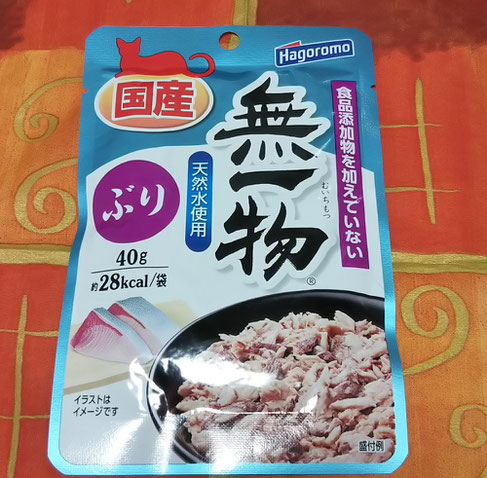 Hagoromo
国産
無一物®
むいちもつ
食品添加物を加えていない
天然水使用
ぶり
40g
約28kcal/袋
イラストは
イメージです
盛付例